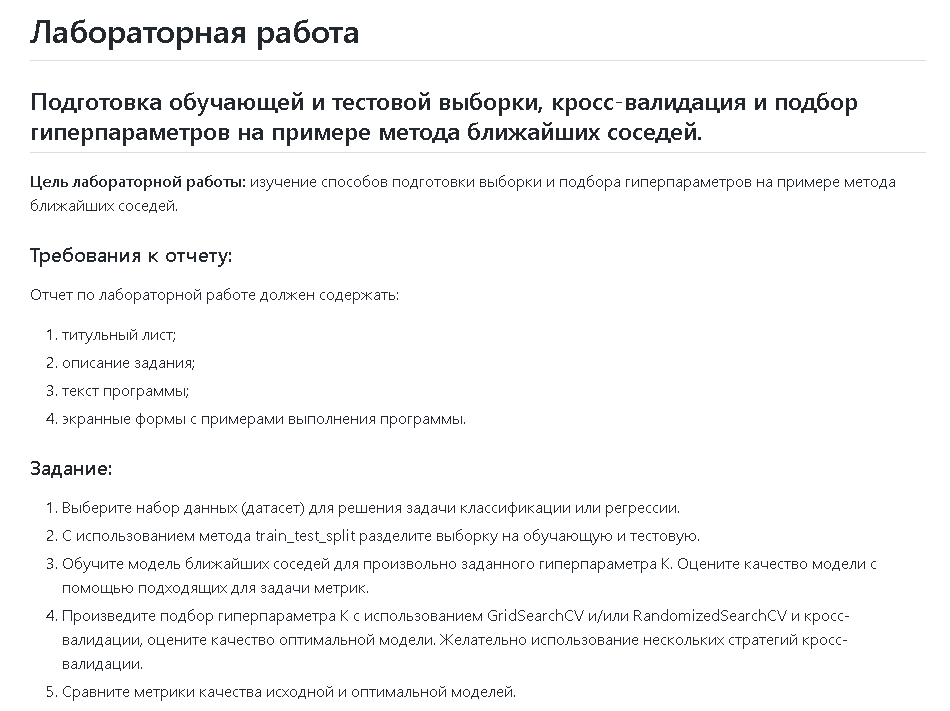 Лабораторная работа
Подготовка обучающей и тестовой выборки, кросс-валидация и подбор
гиперпараметров на примере метода ближайших соседей.
Цель лабораторной работы: изучение способов подготовки выборки и подбора гиперпараметров на примере метода
ближайших соседей.
Требования к отчету:
Отчет по лабораторной работе должен содержать:
1. титульный лист;
2. описание задания;
3. текст программы;
4. экранные формы с примерами выполнения программы.
Задание:
1. Выберите набор данных (датасет) для решения задачи классификации или регрессии.
2. С использованием метода train_test_split разделите выборку на обучающую и тестовую.
3. Обучите модель ближайших соседей для произвольно заданного гиперпараметра K. Оцените качество модели с
помощью подходящих для задачи метрик.
4. Произведите подбор гиперпараметра K с использованием GridSearchCV и/или RandomizedSearchCV и кросс-
валидации, оцените качество оптимальной модели. Желательно использование нескольких стратегий кросс-
валидации.
5. Сравните метрики качества исходной и оптимальной моделей.